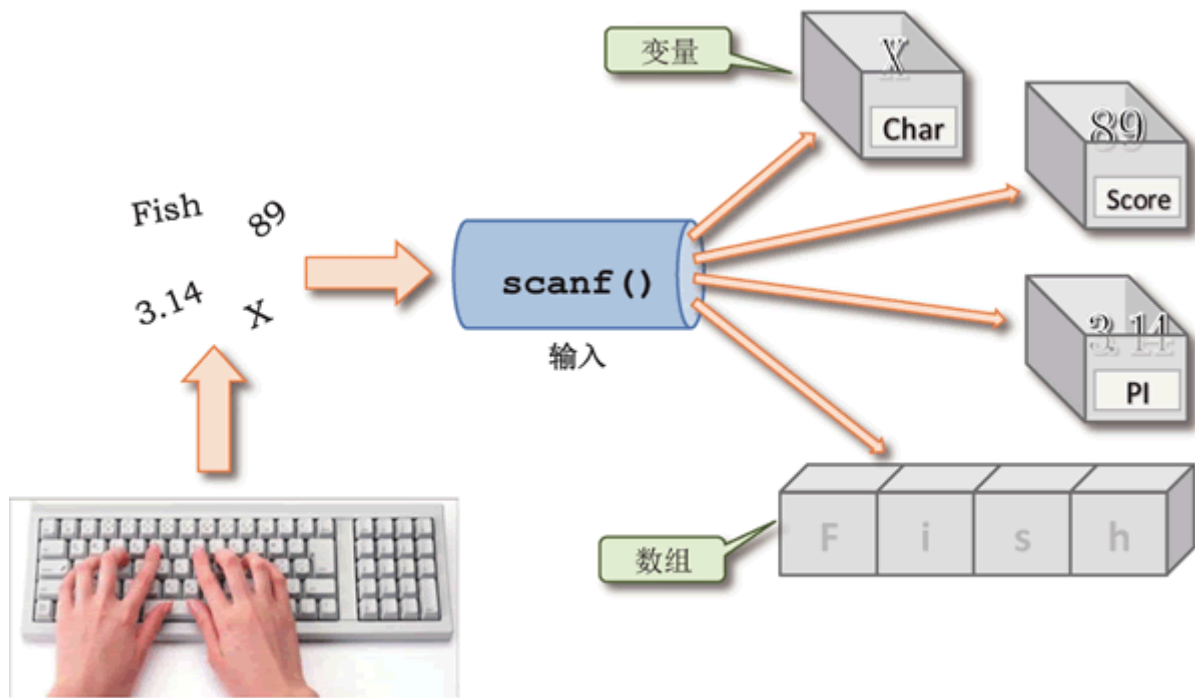 变量
X
Char
89
Score
Fish
89
3.14
X
scanf()
输入
3.14
PI
数组
F i s h